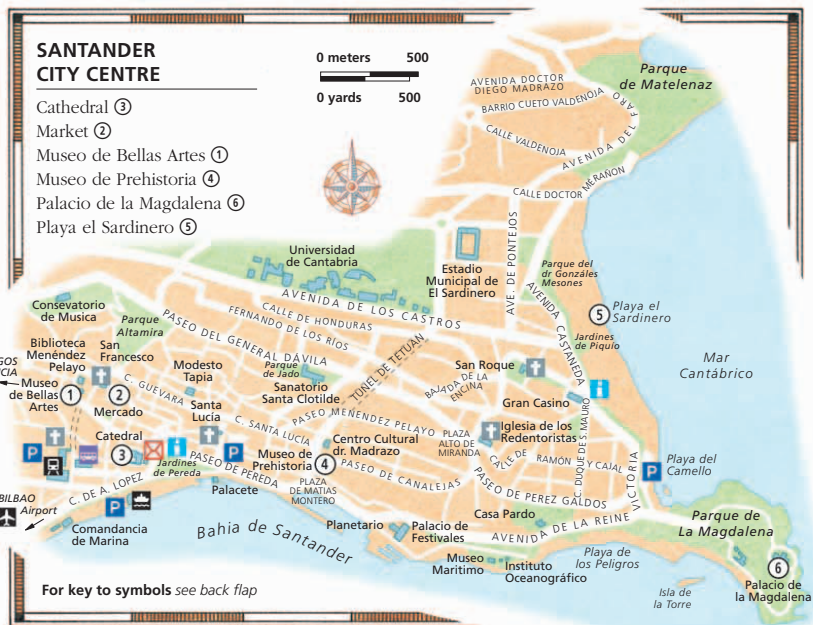 SANTANDER
CITY CENTRE
Cathedral ③
Market ②
Museo de Bellas Artes ①
Museo de Prehistoria ④
Palacio de la Magdalena ⑥
Playa el Sardinero ⑤
0 meters 500
0 yards 500
AVENIDA DOCTOR
DIEGO MADRAZO
BARRIO CUETO VALDENOJA
CALLE VALDENOJA
AVENIDA DEL FARO
Parque
de Matelenaz
CALLE DOCTOR MERAÑON
Universidad
de Cantabria
Estadio
Municipal de
El Sardinero
AVE. DE PONTEJOS
Parque del
dr Gonzáles
Mesones
AVENIDA CASTANEDA
⑤ Playa el
Sardinero
Jardines
de Piquío
Mar
Cantábrico
Consevatorio
de Musica
Parque
Altamira
AVENIDA DE LOS CASTROS
CALLE DE HONDURAS
FERNANDO DE LOS RÍOS
PASEO DEL GENERAL DÁVILA
TÚNEL DE TETUAN
Biblioteca
Menéndez
Pelayo
San
Francesco
Modesto
Tapia
Parque
de Jado
Sanatorio
Santa Clotilde
San Roque
BAJADA DE LA
ENCINA
Gran Casino
i
Museo
de Bellas
Artes
①
②
Mercado
C. GUEVARA
Santa
Lucía
C. SANTA LUCÍA
PASEO MENÉNDEZ PELAYO
PLAZA
ALTO DE
MIRANDA
Iglesia de los
Redentoristas
C. DUQUE DE S. MAURO
P
Catedral
③
i
Jardines
de Pereda
P
PASEO DE PEREDA
Museo de
Prehistoria ④
Centro Cultural
dr. Madrazo
PASEO DE CANALEJAS
CALLE DE RAMÓN Y CAJAL
VICTORIA
P
Playa del
Camello
C. DE A. LOPEZ
P
Palacete
PLAZA
DE MATIAS
MONTERO
PASEO DE PEREZ GALDOS
BILBAO
Airport
Comandancia
de Marina
Bahia de Santander
Planetario
Palacio de
Festivales
Casa Pardo
AVENIDA DE LA REINE
Parque de
La Magdalena
Museo
Maritimo
Instituto
Oceanográfico
Playa de
los Peligros
Isla de
la Torre
⑥
Palacio de
la Magdalena
For key to symbols see back flap